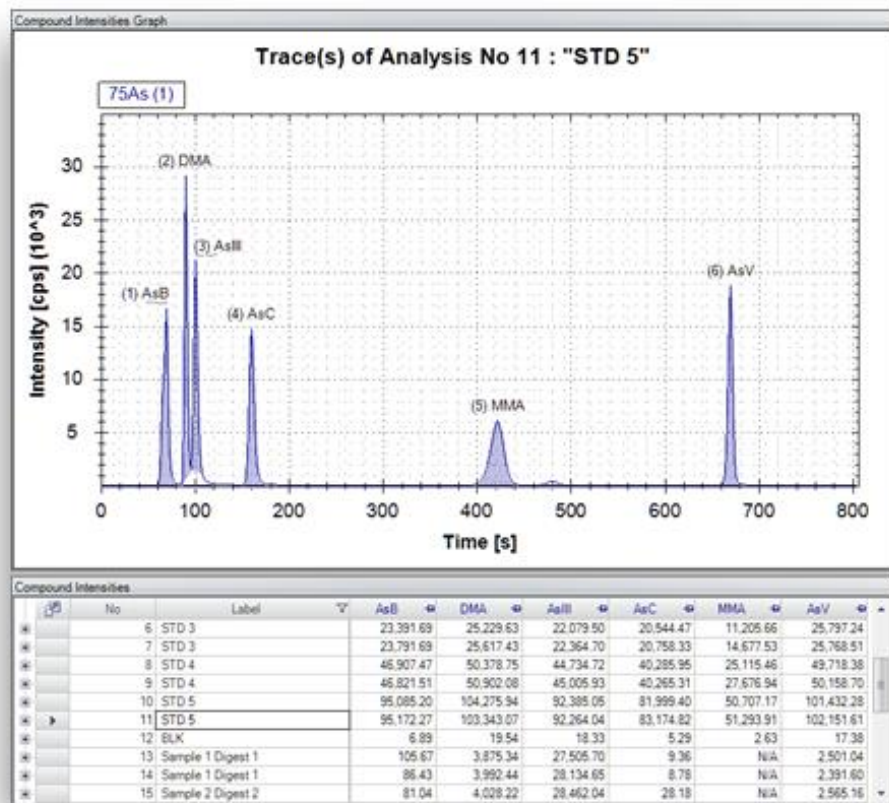 Compound Intensities Graph
Trace(s) of Analysis No 11 : "STD 5"
75As (1)
(2) DMA
(3) AsIII
(1) AsB
(4) AsC
(5) MMA
(6) AsV
Intensity [cps] (10^3)
30
25
20
15
10
5
0 100 200 300 400 500 600 700 800
Time [s]
Compound Intensities
No Label AsB DMA AsIII AsC MMA AsV
6 STD 3 23,391.69 25,229.63 22,079.50 20,544.47 11,205.66 25,797.24
7 STD 3 23,791.69 25,617.43 22,364.70 20,758.33 14,677.53 25,768.51
8 STD 4 46,907.47 50,378.75 44,734.72 40,285.95 25,115.46 49,718.38
9 STD 4 46,821.51 50,902.08 45,005.93 40,265.31 27,676.94 50,158.70
10 STD 5 95,085.20 104,275.94 92,385.05 81,999.40 50,707.17 101,432.28
11 STD 5 95,172.27 103,343.07 92,264.04 83,174.82 51,293.91 102,151.61
12 BLK 6.89 19.54 18.33 5.29 2.63 17.38
13 Sample 1 Digest 1 105.67 3,875.34 27,505.70 9.36 N/A 2,501.04
14 Sample 1 Digest 1 86.43 3,992.44 28,134.65 8.78 N/A 2,391.60
15 Sample 2 Digest 2 81.04 4,028.22 28,462.04 28.18 N/A 2,565.16